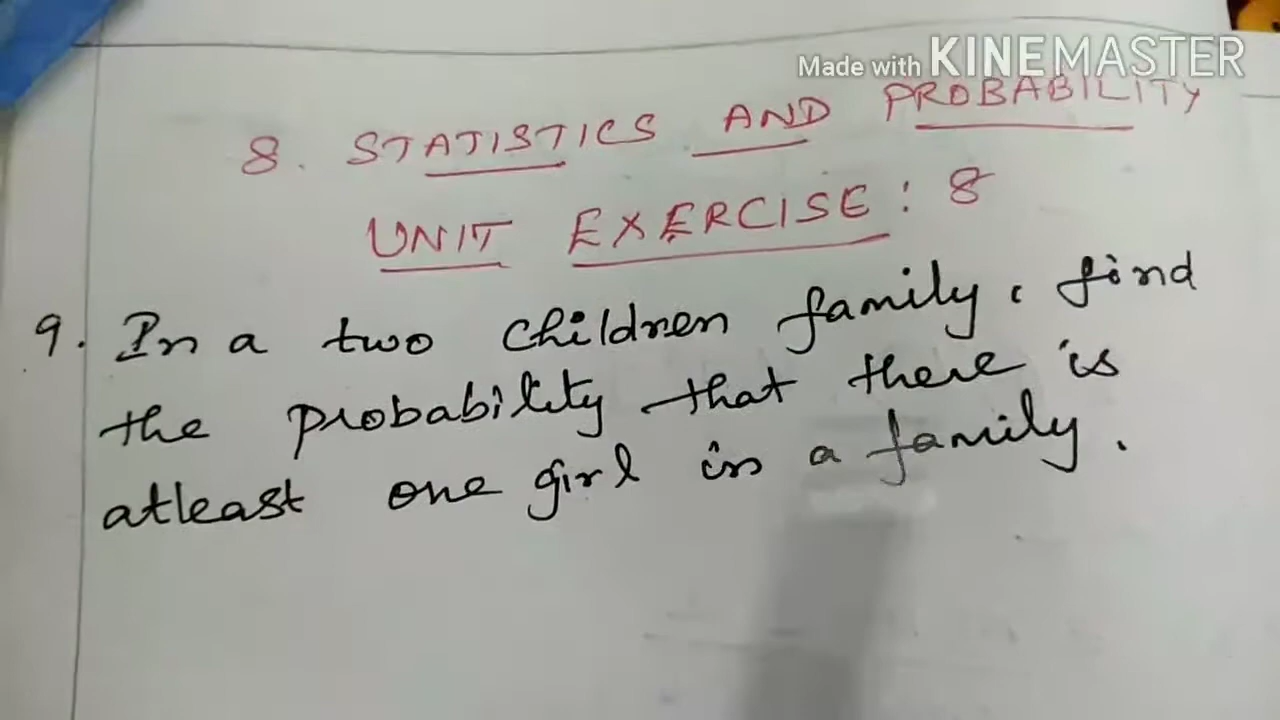 Made with KINEMASTER
8. STATISTICS AND PROBABILITY
UNIT EXERCISE: 8
9. In a two children family, find
the probability that there is
atleast one girl in a family.